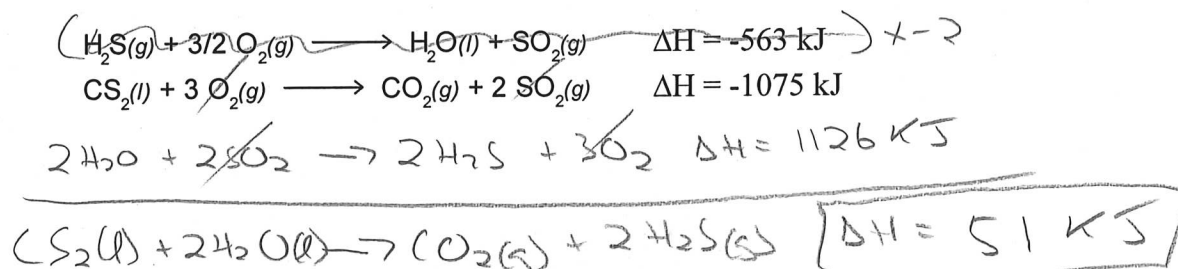 (H₂S(g) + 3/2 O₂(g) ⟶ H₂O(l) + SO₂(g) ΔH = -563 kJ) x -2
CS₂(l) + 3 O₂(g) ⟶ CO₂(g) + 2 SO₂(g) ΔH = -1075 kJ
2H₂O + 2SO₂ → 2H₂S + 3O₂ ΔH = 1126 KJ
CS₂(l) + 2H₂O(l) → CO₂(g) + 2H₂S(g) ΔH = 51 KJ